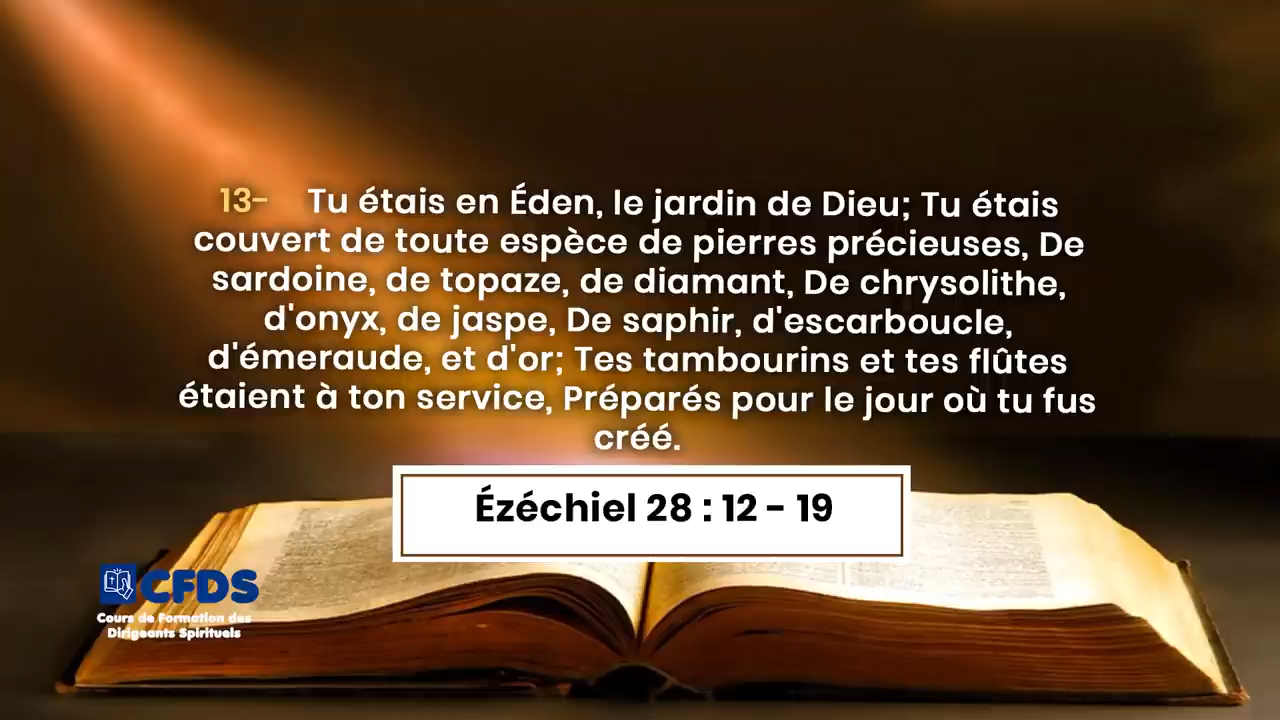 13- Tu étais en Éden, le jardin de Dieu; Tu étais
couvert de toute espèce de pierres précieuses, De
sardoine, de topaze, de diamant, De chrysolithe,
d'onyx, de jaspe, De saphir, d'escarboucle,
d'émeraude, et d'or; Tes tambourins et tes flûtes
étaient à ton service, Préparés pour le jour où tu fus
créé.
Ézéchiel 28 : 12 - 19
CFDS
Cours de Formation des
Dirigeants Spirituels